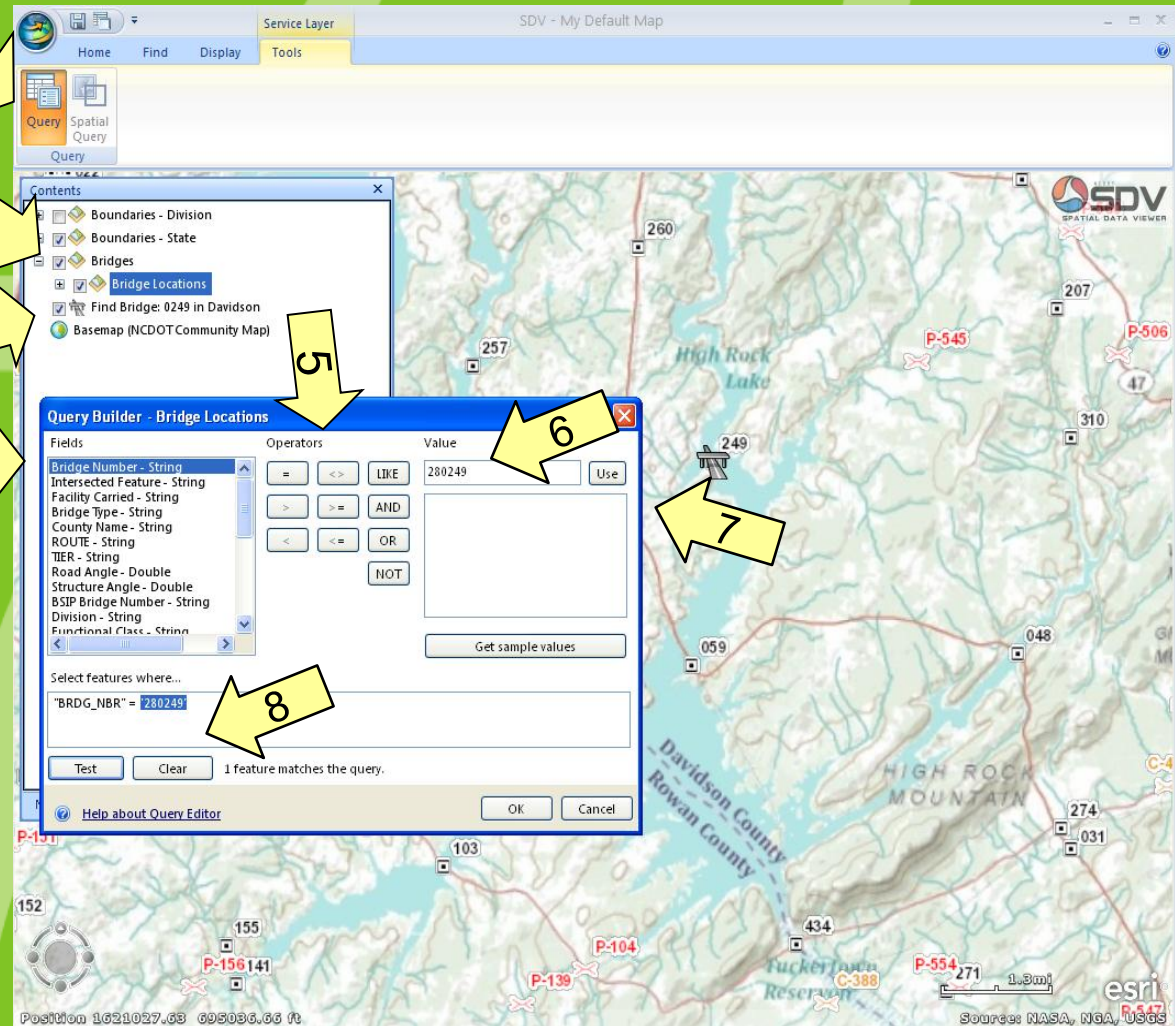 Service Layer
SDV - My Default Map
Home Find Display Tools
Query Spatial Query
Query
Contents
Boundaries - Division
Boundaries - State
Bridges
Bridge Locations
Find Bridge: 0249 in Davidson
Basemap (NCDOT Community Map)
SDV
SPATIAL DATA VIEWER
260
207
257
High Rock
Lake
P-545
P-506
47
310
249
5
6
7
8
Query Builder - Bridge Locations
Fields Operators Value
Bridge Number - String
Intersected Feature - String
Facility Carried - String
Bridge Type - String
County Name - String
ROUTE - String
TIER - String
Road Angle - Double
Structure Angle - Double
BSIP Bridge Number - String
Division - String
Functional Class - String
= <> LIKE
> >= AND
< <= OR
NOT
280249 Use
Get sample values
Select features where...
"BRDG_NBR" = '280249'
Test Clear 1 feature matches the query.
Help about Query Editor
OK Cancel
059
048
Davidson County
Rowan County
HIGH ROCK
MOUNTAIN
274
031
P-131
103
152
155
P-156 141
434
P-104
P-139
Tuckertown
Reservoir
C-388
P-554
271
1.3mi
esri
P-547
Position 1621027.63 695036.66 ft
Sources: NASA, NGA, USGS